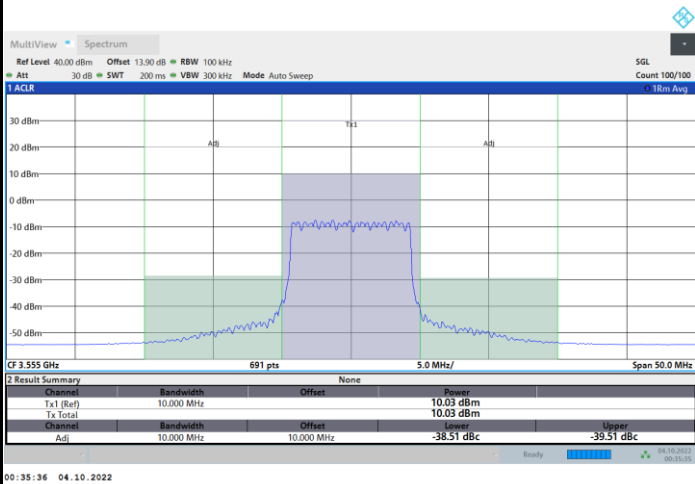 MultiView Spectrum
Ref Level 40.00 dBm Offset 13.90 dB RBW 100 kHz SGL
Att 30 dB SWT 200 ms VBW 300 kHz Mode Auto Sweep Count 100/100
1 ACLR 1Rm Avg
Tx1
Adj Adj
30 dBm
20 dBm
10 dBm
0 dBm
-10 dBm
-20 dBm
-30 dBm
-40 dBm
-50 dBm
CF 3.555 GHz 691 pts 5.0 MHz/ Span 50.0 MHz
2 Result Summary None
Channel Bandwidth Offset Power
Tx1 (Ref) 10.000 MHz 10.03 dBm
Tx Total 10.03 dBm
Channel Bandwidth Offset Lower Upper
Adj 10.000 MHz 10.000 MHz -38.51 dBc -39.51 dBc
Ready 04.10.2022
00:35:35
00:35:36 04.10.2022